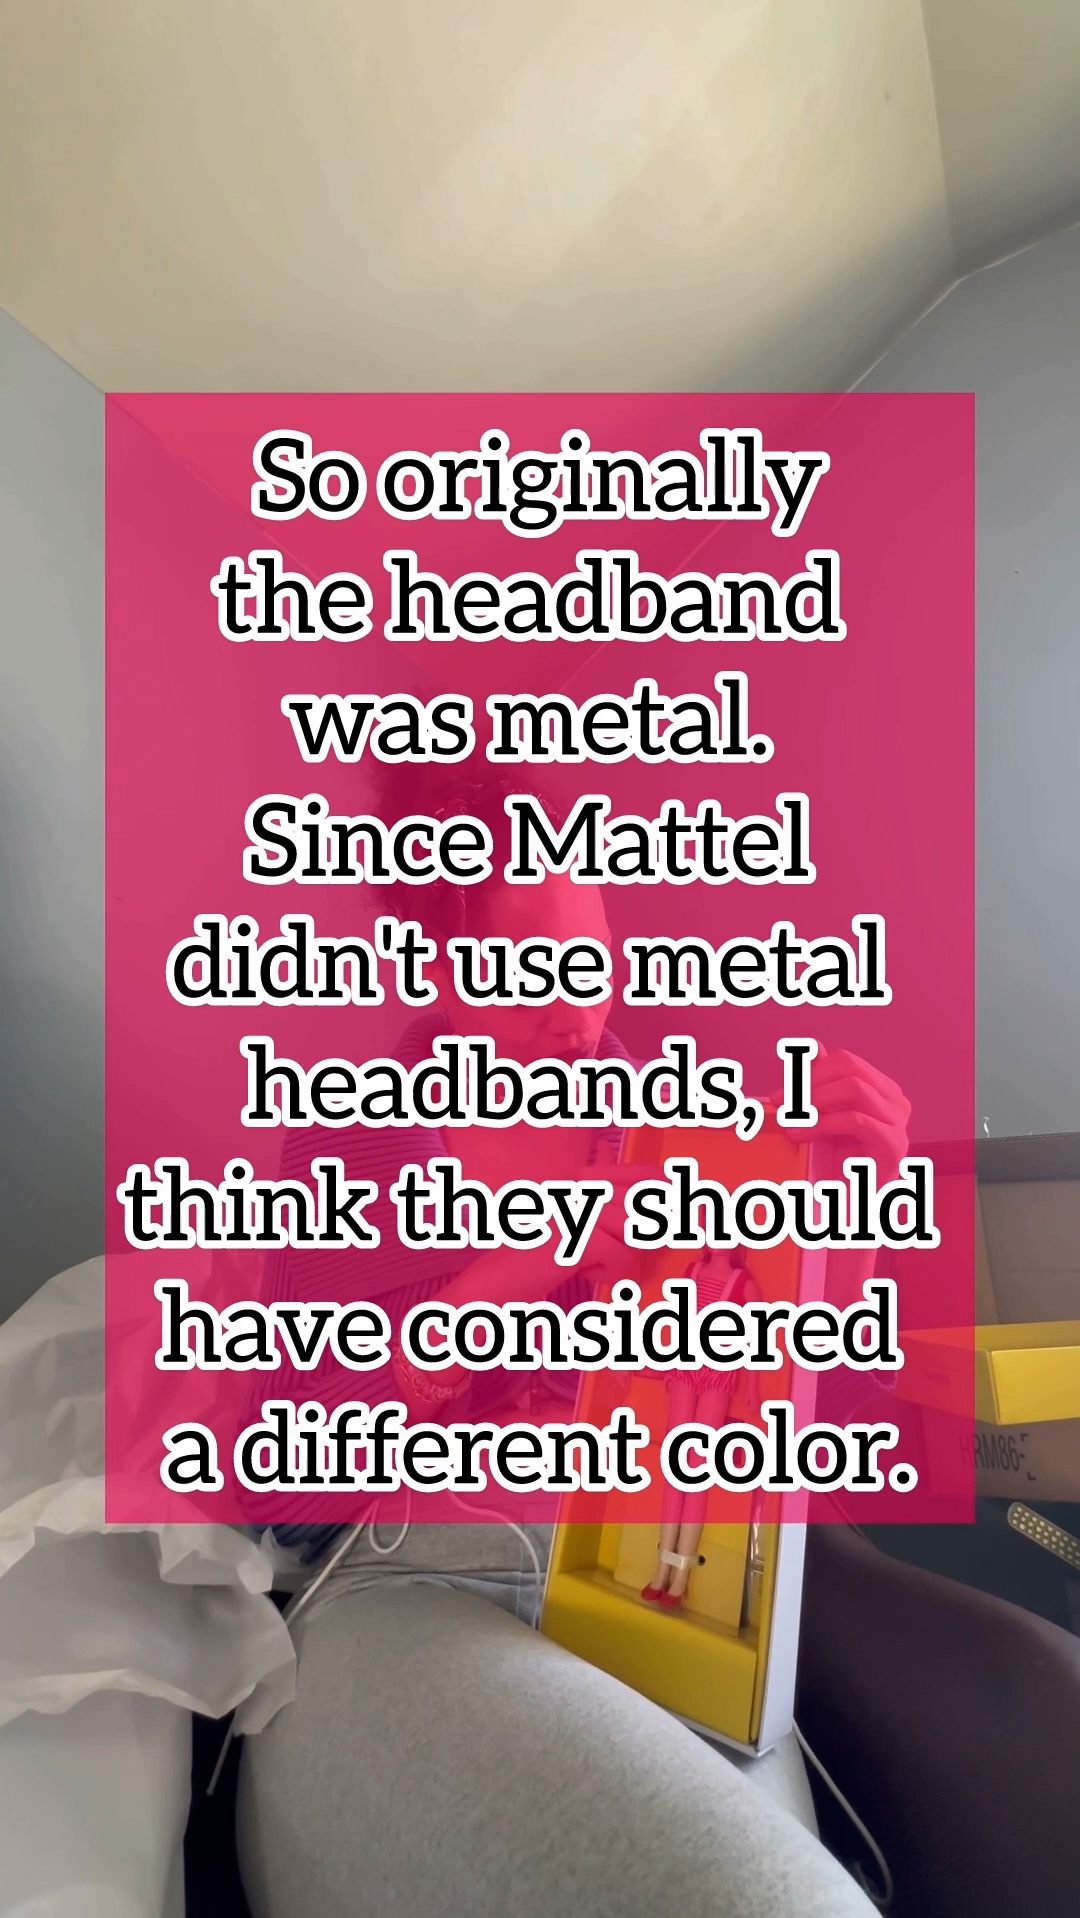 So originally
the headband
was metal.
Since Mattel
didn't use metal
headbands, I
think they should
have considered
a different color.
HRM86-